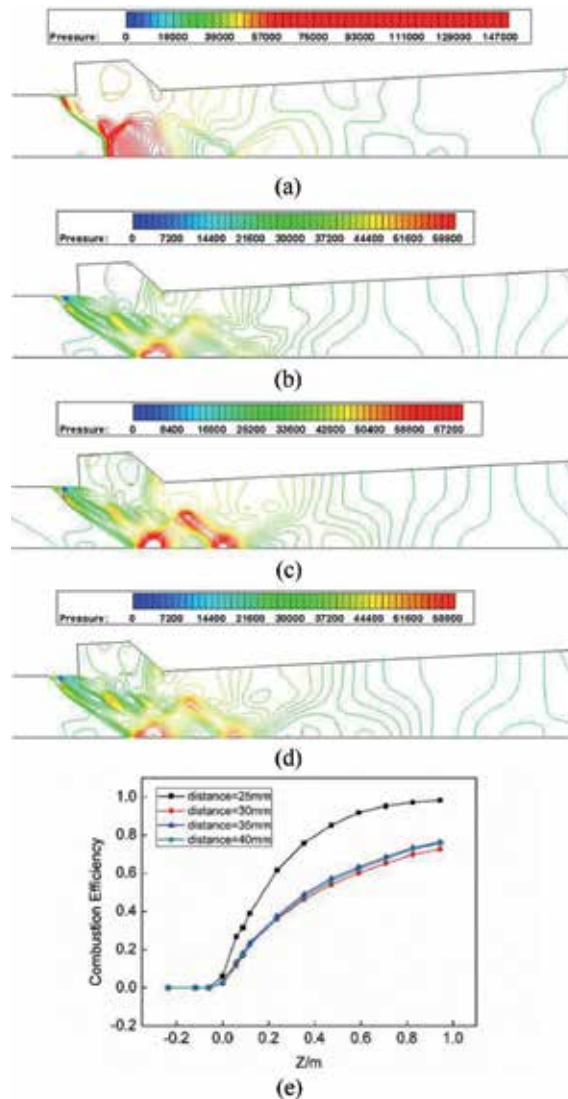 Pressure: 0 19000 39000 57000 75000 93000 111000 129000 147000
(a)
Pressure: 0 7200 14400 21600 30000 37200 44400 51600 58800
(b)
Pressure: 0 8400 16800 25200 33600 42000 50400 58800 67200
(c)
Pressure: 0 7200 14400 21600 30000 37200 44400 51600 58800
(d)
distance=25mm
distance=30mm
distance=35mm
distance=40mm
1.0
0.8
0.6
0.4
0.2
0.0
-0.2
Combustion Efficiency
-0.2 0.0 0.2 0.4 0.6 0.8 1.0
Z/m
(e)